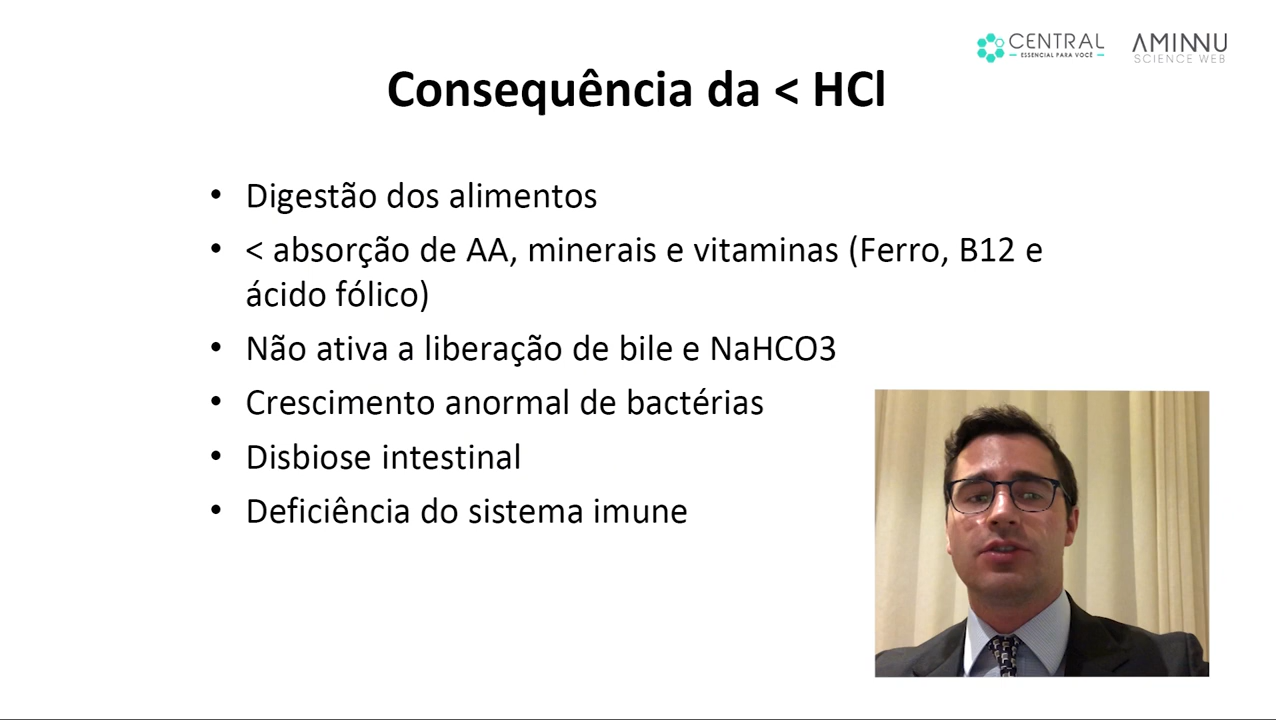 CENTRAL
ESSENCIAL PARA VOCÊ
AMINNU
SCIENCE WEB
Consequência da < HCl
• Digestão dos alimentos
• < absorção de AA, minerais e vitaminas (Ferro, B12 e
ácido fólico)
• Não ativa a liberação de bile e NaHCO3
• Crescimento anormal de bactérias
• Disbiose intestinal
• Deficiência do sistema imune